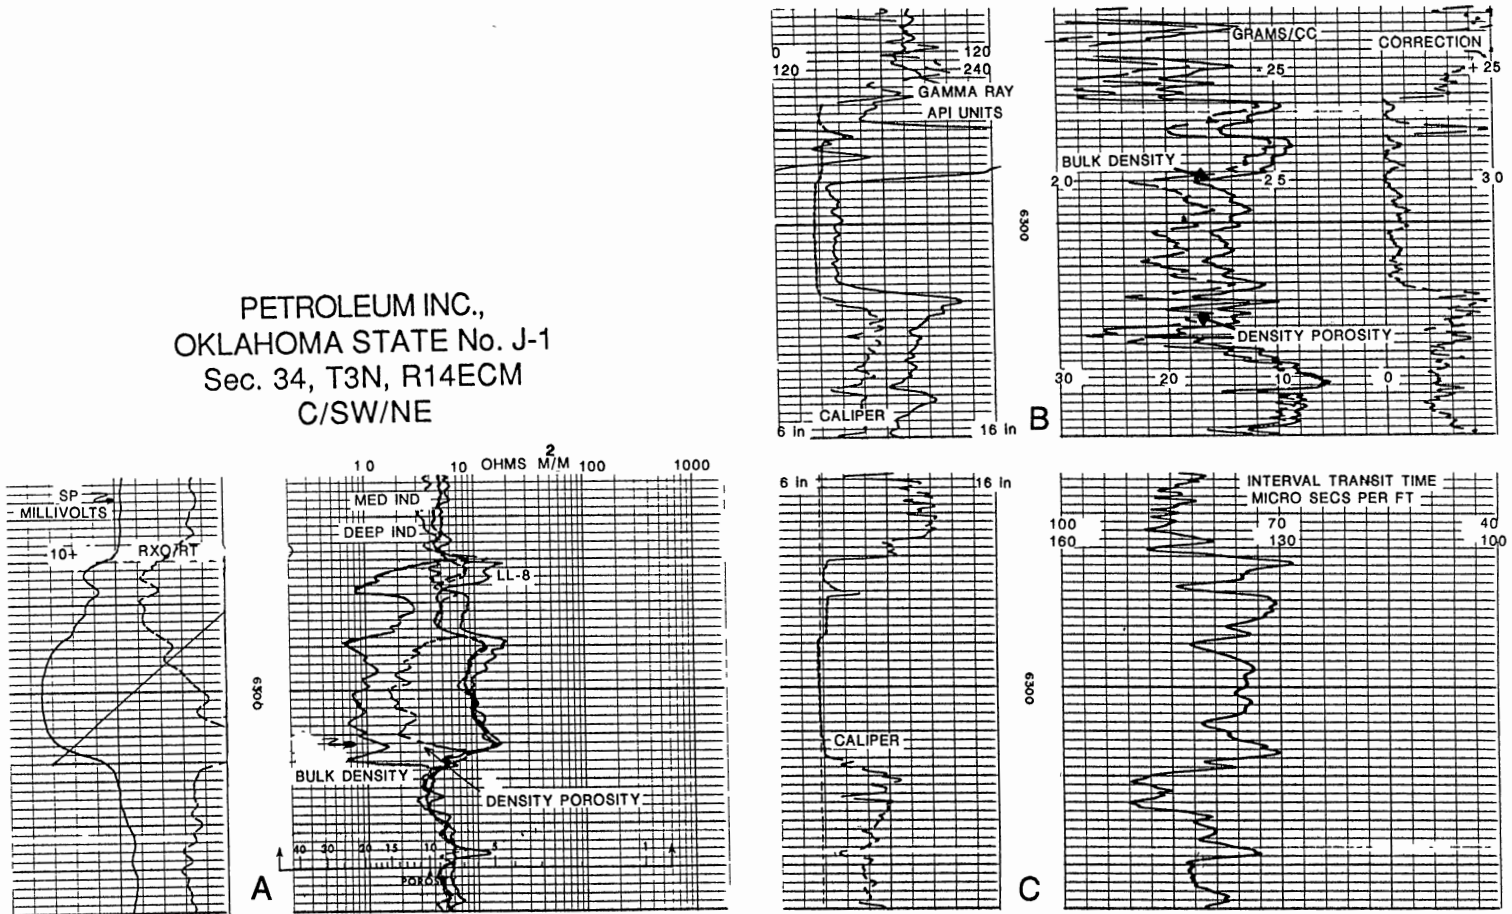 PETROLEUM INC.,
OKLAHOMA STATE No. J-1
Sec. 34, T3N, R14ECM
C/SW/NE
SP
MILLIVOLTS
10+
RXO/RT
6300
A
1 0 10 OHMS M²/M 100 1000
MED IND
DEEP IND
LL-8
BULK DENSITY
DENSITY POROSITY
40 30 20 15 10 5 1
0 120
120 240
GAMMA RAY
API UNITS
CALIPER
6 in 16 in
6300
B
GRAMS/CC
CORRECTION
-25 +25
BULK DENSITY
2 0 2 5 3 0
DENSITY POROSITY
30 20 10 0
6 in 16 in
CALIPER
6300
C
INTERVAL TRANSIT TIME
MICRO SECS PER FT
100 70 40
160 130 100